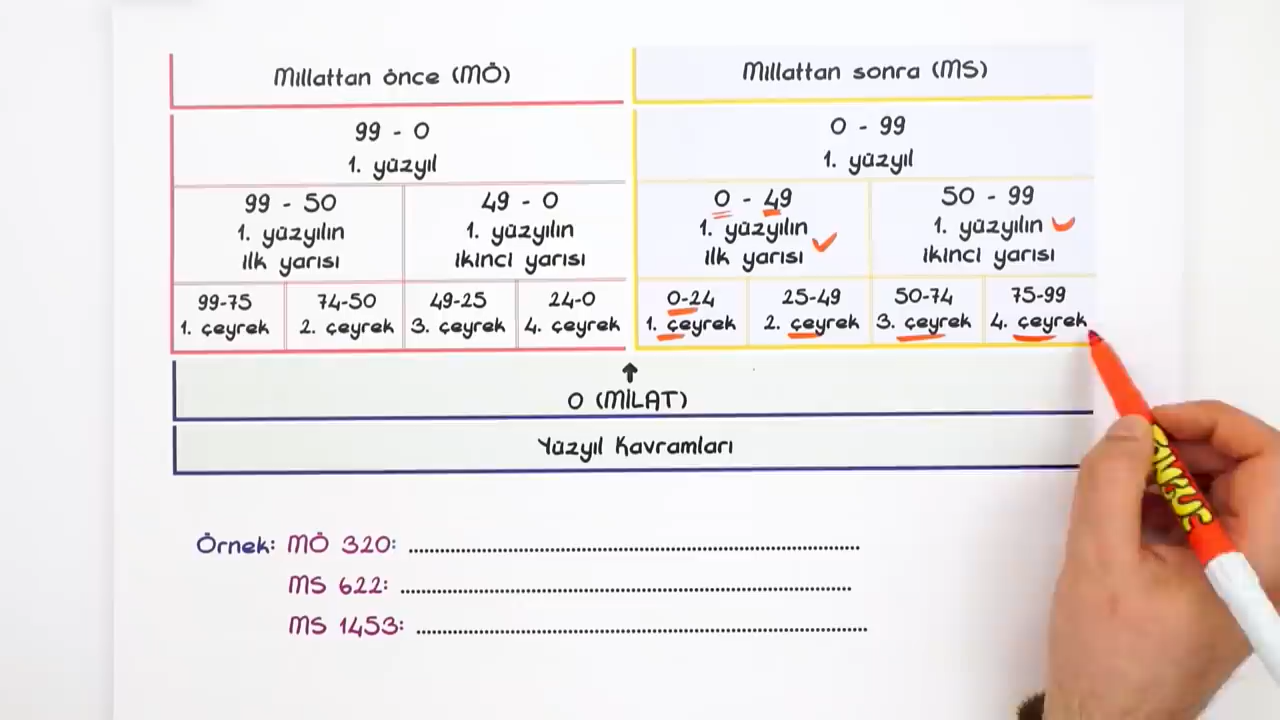 Millattan önce (MÖ)
99 - 0
1. yüzyıl
99 - 50
1. yüzyılın
ilk yarısı
49 - 0
1. yüzyılın
ikinci yarısı
99-75
1. çeyrek
74-50
2. çeyrek
49-25
3. çeyrek
24-0
4. çeyrek
Millattan sonra (MS)
0 - 99
1. yüzyıl
0 - 49
1. yüzyılın
ilk yarısı
50 - 99
1. yüzyılın
ikinci yarısı
0-24
1. çeyrek
25-49
2. çeyrek
50-74
3. çeyrek
75-99
4. çeyrek
0 (MİLAT)
Yüzyıl Kavramları
Örnek: MÖ 320: ....................................................
MS 622: ....................................................
MS 1453: ....................................................